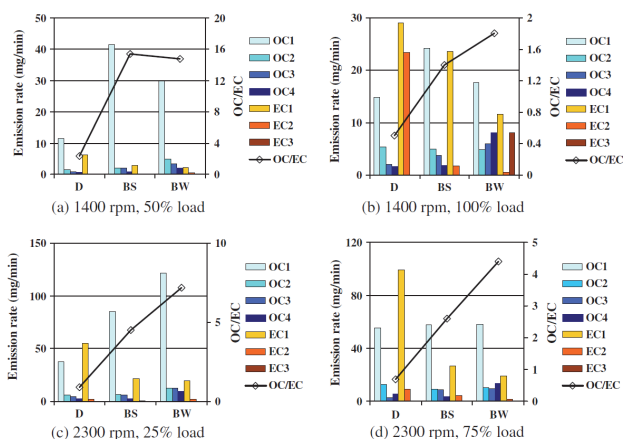 50
40
30
20
10
0
Emission rate (mg/min)
20
16
12
8
4
0
OC/EC
OC1
OC2
OC3
OC4
EC1
EC2
EC3
OC/EC
D BS BW
(a) 1400 rpm, 50% load
30
20
10
0
Emission rate (mg/min)
2
1.6
1.2
0.8
0.4
0
OC/EC
OC1
OC2
OC3
OC4
EC1
EC2
EC3
OC/EC
D BS BW
(b) 1400 rpm, 100% load
150
100
50
0
Emission rate (mg/min)
10
5
0
OC/EC
OC1
OC2
OC3
OC4
EC1
EC2
EC3
OC/EC
D BS BW
(c) 2300 rpm, 25% load
120
80
40
0
Emission rate (mg/min)
5
4
3
2
1
0
OC/EC
OC1
OC2
OC3
OC4
EC1
EC2
EC3
OC/EC
D BS BW
(d) 2300 rpm, 75% load